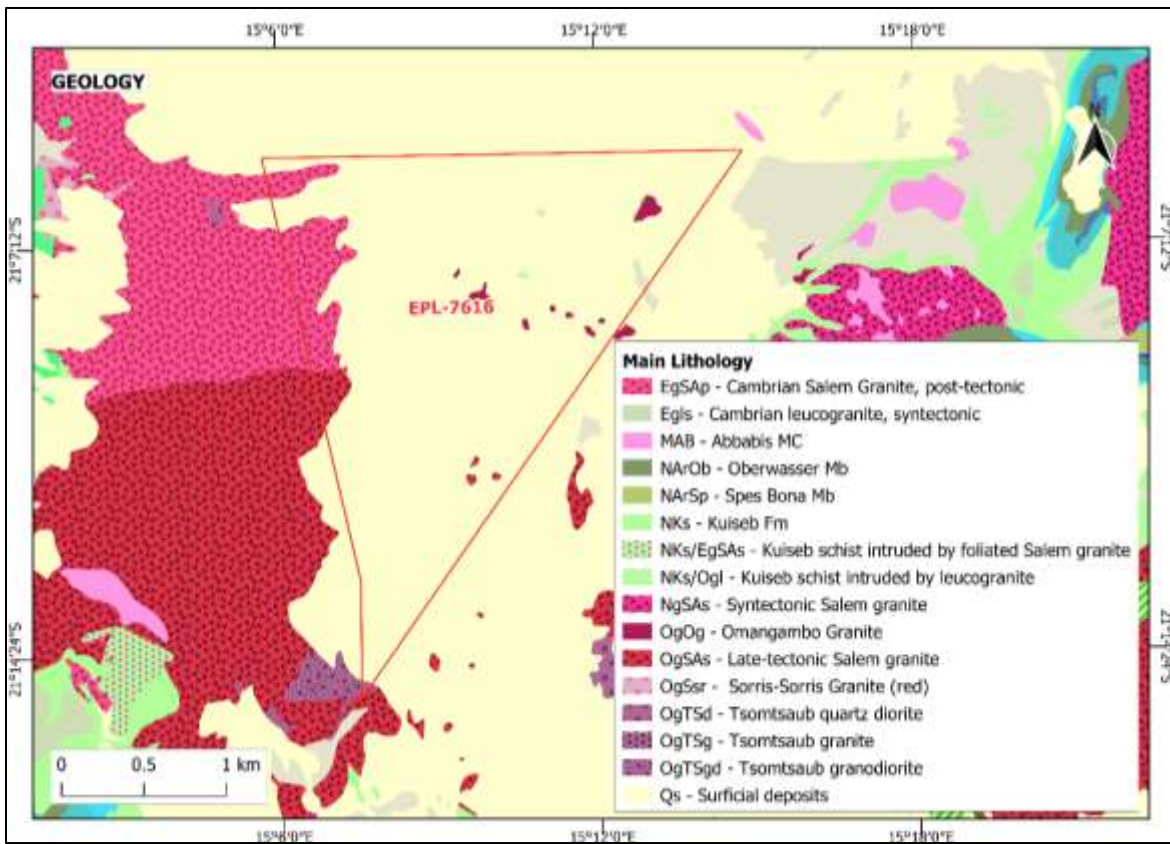 15°6'0"E 15°12'0"E 15°18'0"E
GEOLOGY
N
21°7'12"S
21°7'12"S
EPL-7616
Main Lithology
EgSAp - Cambrian Salem Granite, post-tectonic
Egls - Cambrian leucogranite, syntectonic
MAB - Abbabis MC
NArOb - Oberwasser Mb
NArSp - Spes Bona Mb
NKs - Kuiseb Fm
NKs/EgSAs - Kuiseb schist intruded by foliated Salem granite
NKs/Ogl - Kuiseb schist intruded by leucogranite
NgSAs - Syntectonic Salem granite
OgOg - Omangambo Granite
OgSAs - Late-tectonic Salem granite
OgSsr - Sorris-Sorris Granite (red)
OgTSd - Tsomtsaub quartz diorite
OgTSg - Tsomtsaub granite
OgTSgd - Tsomtsaub granodiorite
Qs - Surficial deposits
21°14'24"S
21°14'24"S
0 0.5 1 km
15°6'0"E 15°12'0"E 15°18'0"E